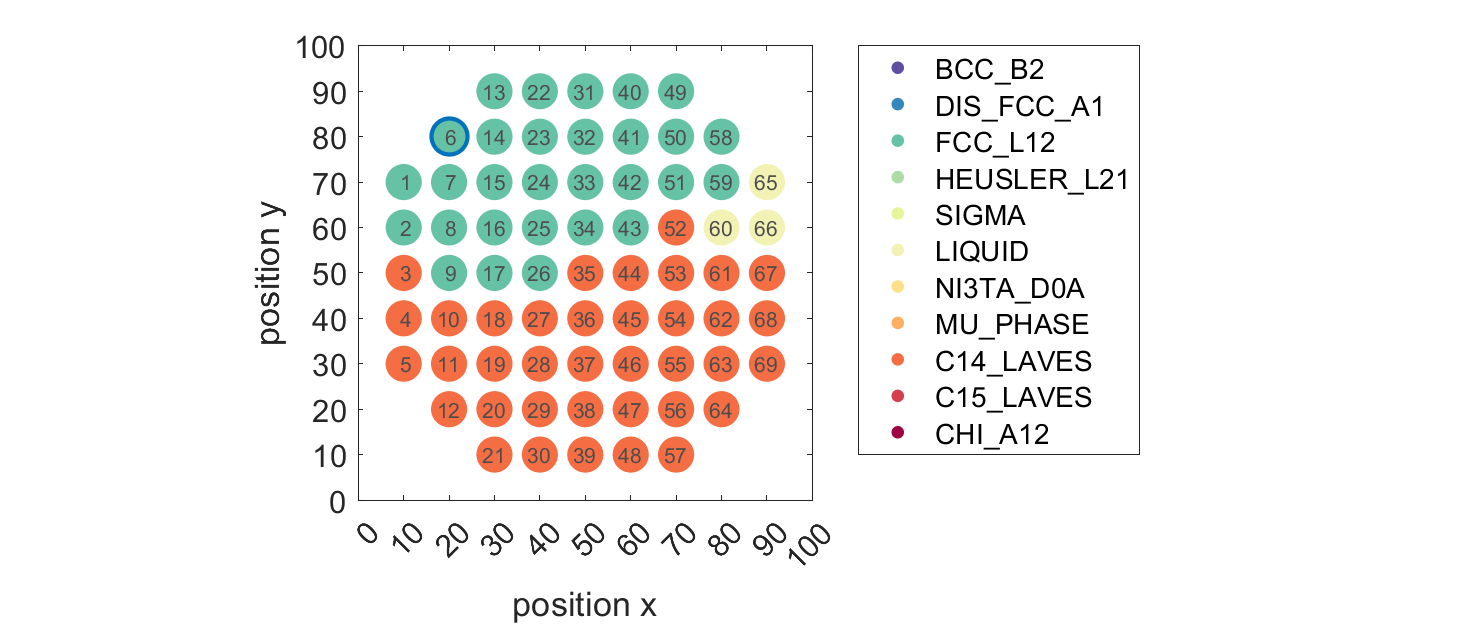 100
90
80
70
60
50
40
30
20
10
0
position y
13 22 31 40 49
6 14 23 32 41 50 58
1 7 15 24 33 42 51 59 65
2 8 16 25 34 43 52 60 66
3 9 17 26 35 44 53 61 67
4 10 18 27 36 45 54 62 68
5 11 19 28 37 46 55 63 69
12 20 29 38 47 56 64
21 30 39 48 57
0 10 20 30 40 50 60 70 80 90 100
position x
BCC_B2
DIS_FCC_A1
FCC_L12
HEUSLER_L21
SIGMA
LIQUID
NI3TA_D0A
MU_PHASE
C14_LAVES
C15_LAVES
CHI_A12